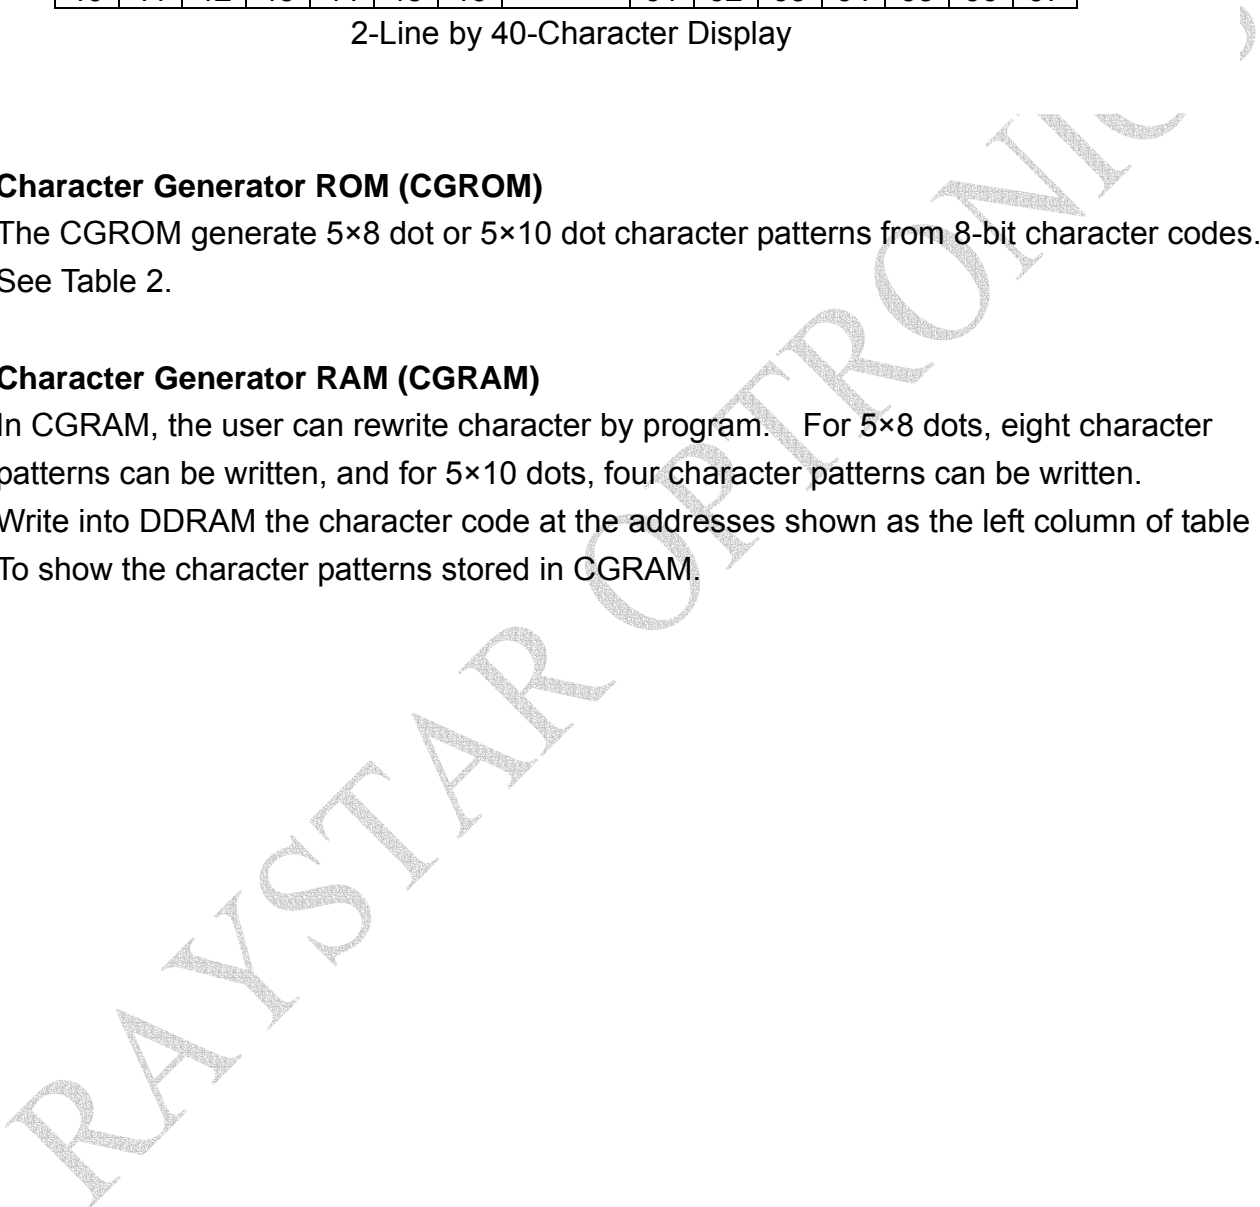 2-Line by 40-Character Display
Character Generator ROM (CGROM)
The CGROM generate 5×8 dot or 5×10 dot character patterns from 8-bit character codes.
See Table 2.
Character Generator RAM (CGRAM)
In CGRAM, the user can rewrite character by program. For 5×8 dots, eight character
patterns can be written, and for 5×10 dots, four character patterns can be written.
Write into DDRAM the character code at the addresses shown as the left column of table
To show the character patterns stored in CGRAM.
RAYSTAR OPTRONIC